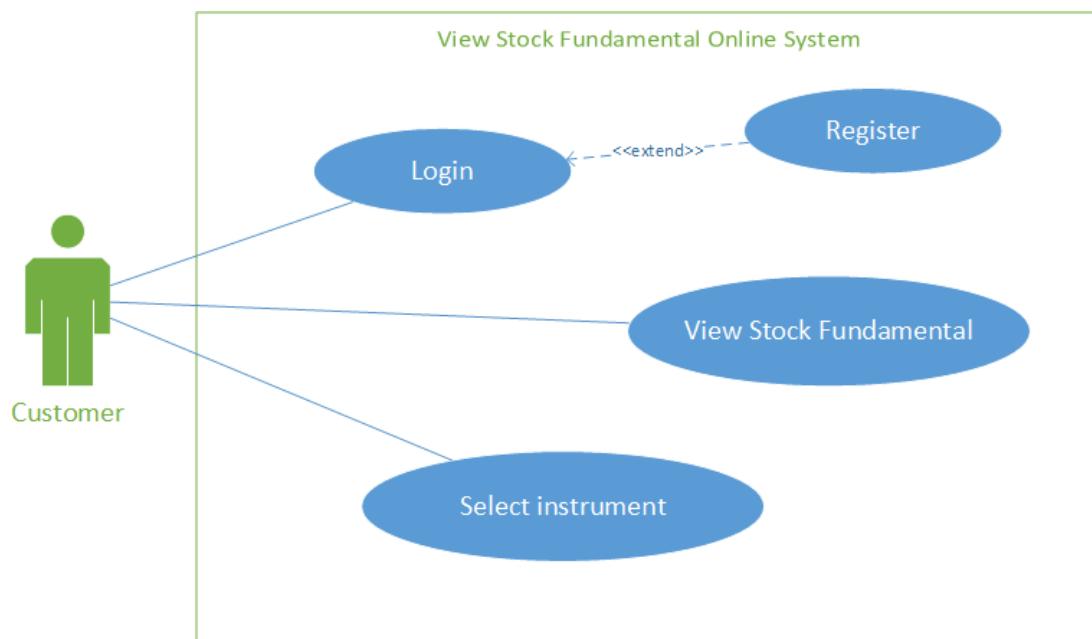 View Stock Fundamental Online System
Register
<<extend>>
Login
View Stock Fundamental
Customer
Select instrument